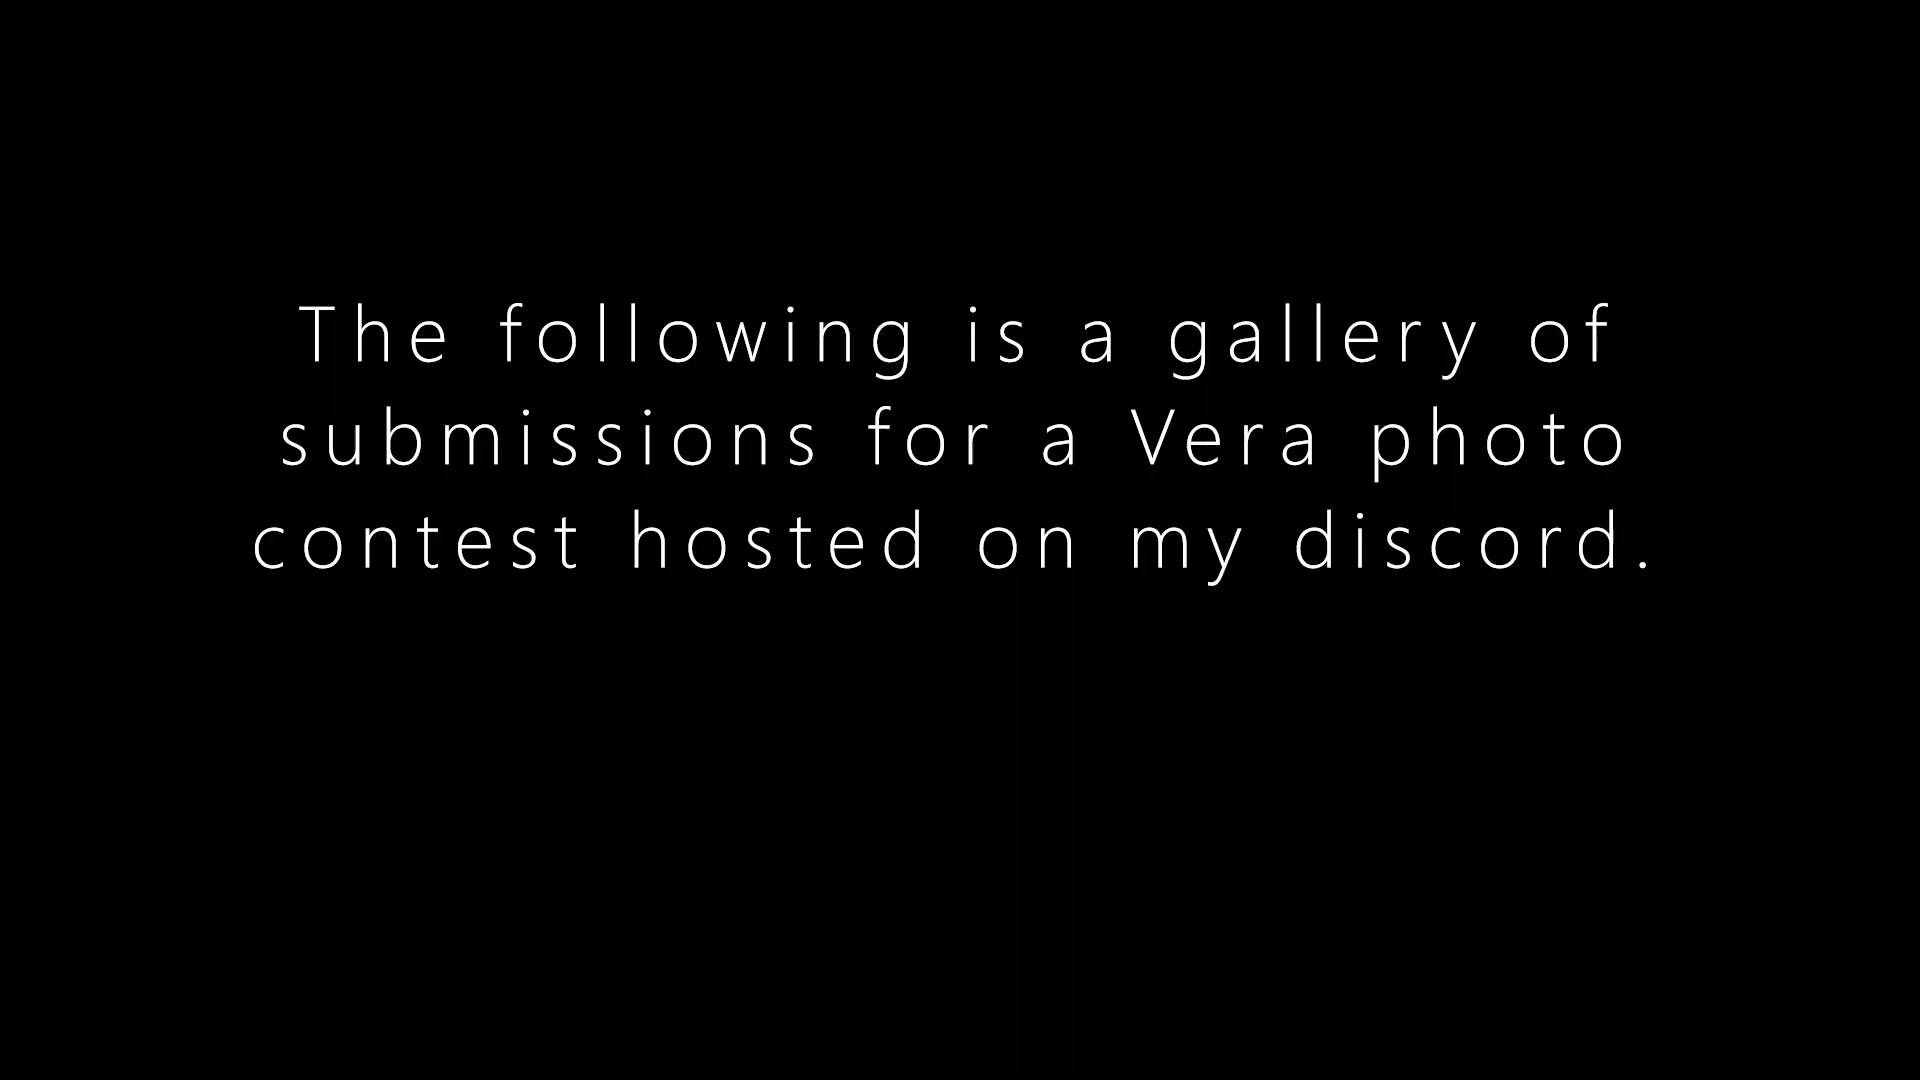 The following is a gallery of
submissions for a Vera photo
contest hosted on my discord.